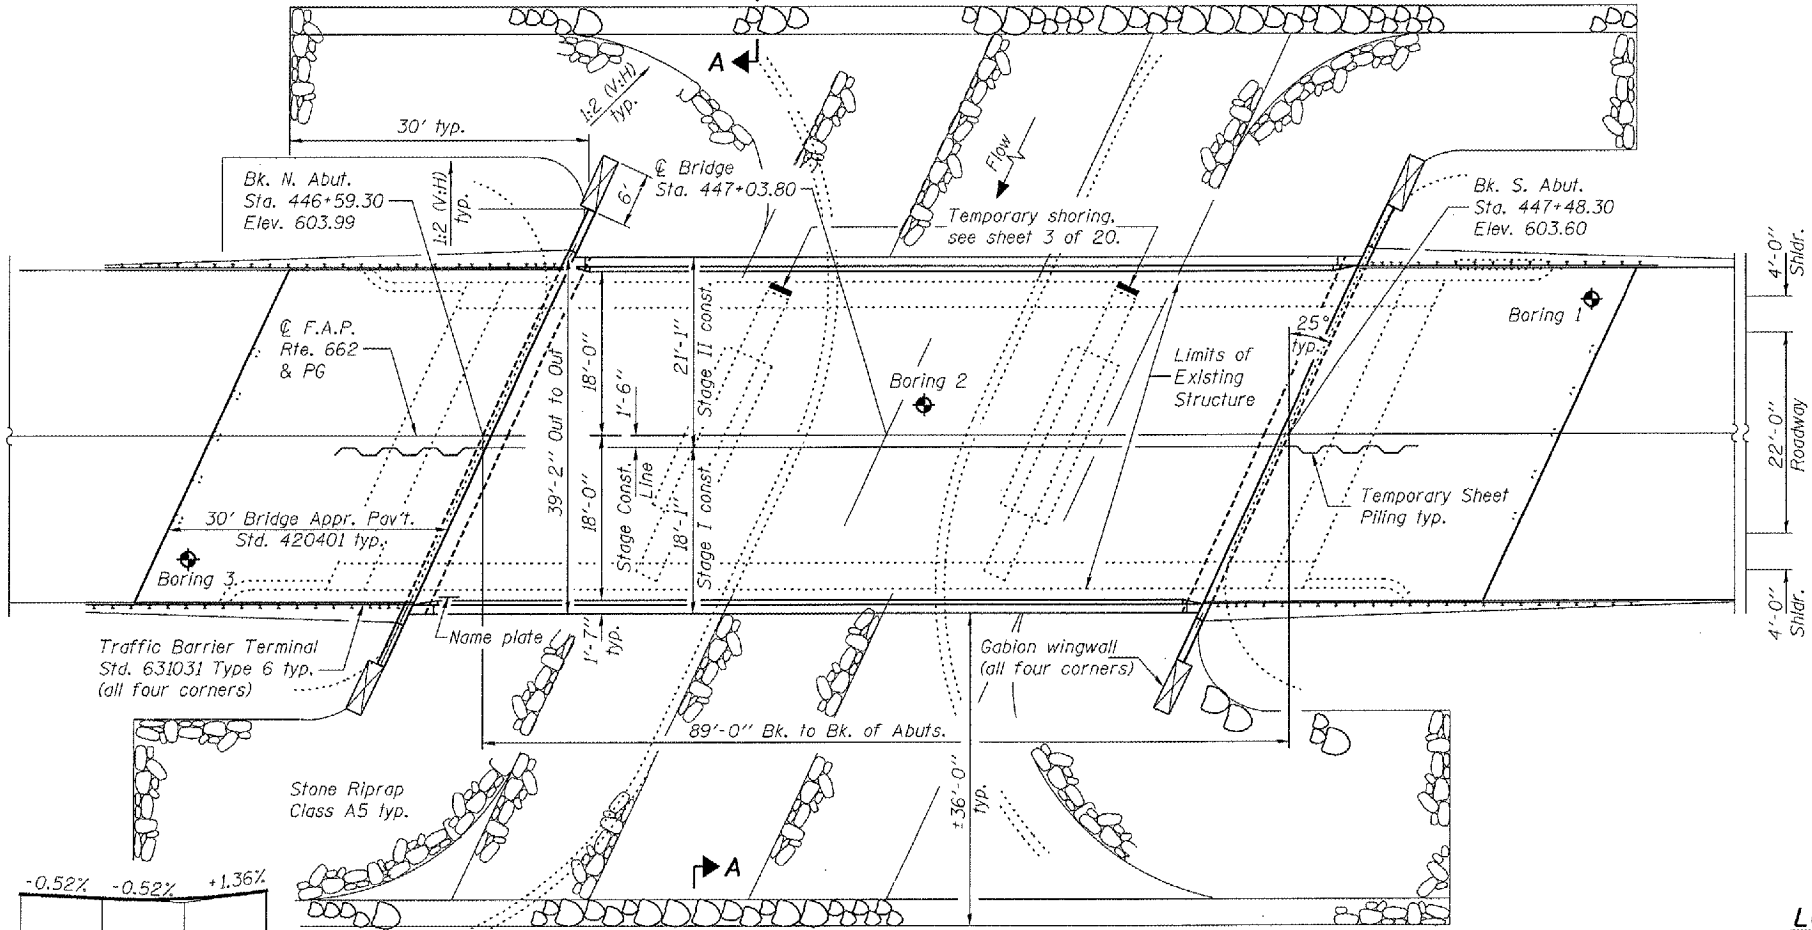 A
1:2 (V:H)
typ.
30' typ.
Bk. N. Abut.
Sta. 446+59.30
Elev. 603.99
1:2 (V:H)
typ.
6'
℄ Bridge
Sta. 447+03.80
Flow
Temporary shoring,
see sheet 3 of 20.
Bk. S. Abut.
Sta. 447+48.30
Elev. 603.60
4'-0"
Shldr.
℄ F.A.P.
Rte. 662
& PG
39'-2" Out to Out
18'-0"
1'-6"
21'-1"
Stage II const.
Boring 2
Limits of
Existing
Structure
25°
typ.
Boring 1
22'-0"
Roadway
30' Bridge Appr. Pav't.
Std. 420401 typ.
Boring 3
18'-0"
Stage Const.
Line
18'-1"
Stage I const.
Temporary Sheet
Piling typ.
4'-0"
Shldr.
Traffic Barrier Terminal
Std. 631031 Type 6 typ.
(all four corners)
Name plate
1'-7"
typ.
Gabion wingwall
(all four corners)
89'-0" Bk. to Bk. of Abuts.
Stone Riprap
Class A5 typ.
±36'-0"
typ.
A
-0.52% -0.52% +1.36%